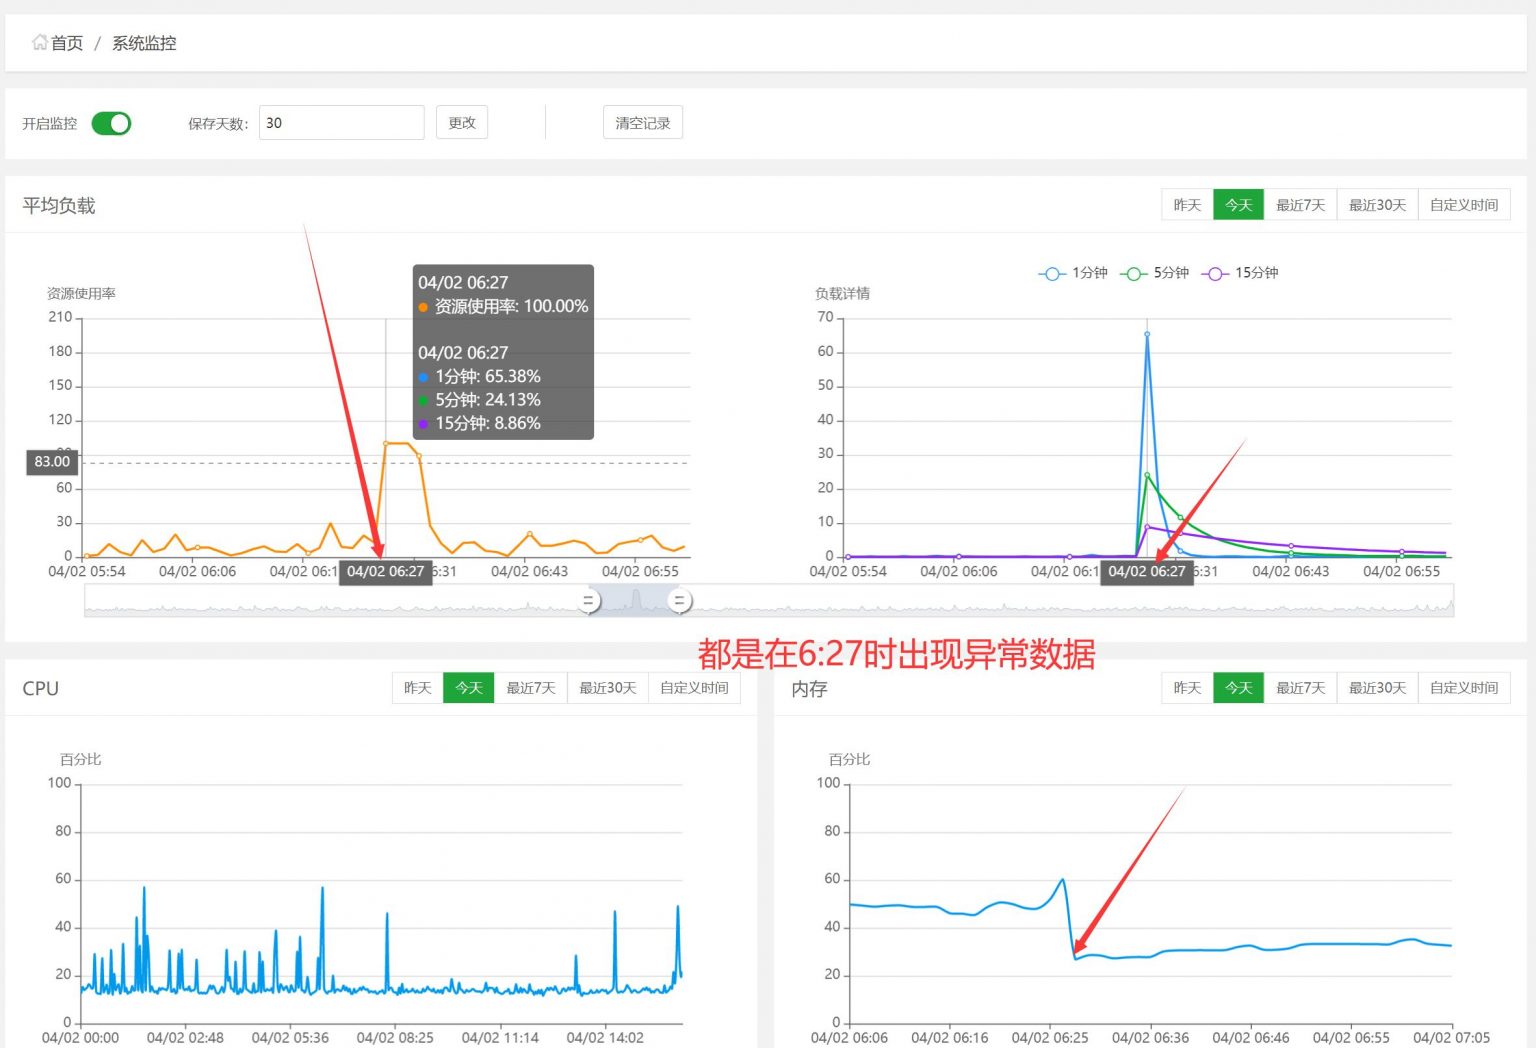 首页 / 系统监控
开启监控
保存天数: 30 更改
清空记录
平均负载
昨天 今天 最近7天 最近30天 自定义时间
资源使用率
210
180
150
120
83.00
60
30
0
04/02 06:27
资源使用率: 100.00%
04/02 06:27
1分钟: 65.38%
5分钟: 24.13%
15分钟: 8.86%
04/02 05:54 04/02 06:06 04/02 06:1 04/02 06:27 :31 04/02 06:43 04/02 06:55
1分钟 5分钟 15分钟
负载详情
70
60
50
40
30
20
10
0
04/02 05:54 04/02 06:06 04/02 06:1 04/02 06:27 :31 04/02 06:43 04/02 06:55
都是在6:27时出现异常数据
CPU
昨天 今天 最近7天 最近30天 自定义时间
百分比
100
80
60
40
20
0
04/02 00:00 04/02 02:48 04/02 05:36 04/02 08:25 04/02 11:14 04/02 14:02
内存
昨天 今天 最近7天 最近30天 自定义时间
百分比
100
80
60
40
20
0
04/02 06:06 04/02 06:16 04/02 06:25 04/02 06:36 04/02 06:46 04/02 06:55 04/02 07:05